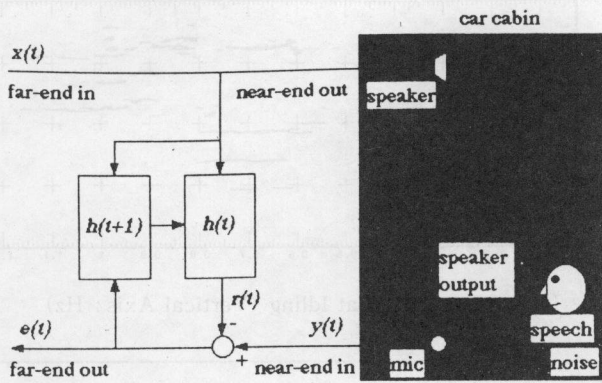 car cabin
x(t)
far-end in
near-end out
speaker
h(t+1)
h(t)
speaker
output
r(t)
-
e(t)
y(t)
+
speech
far-end out
near-end in
mic
noise